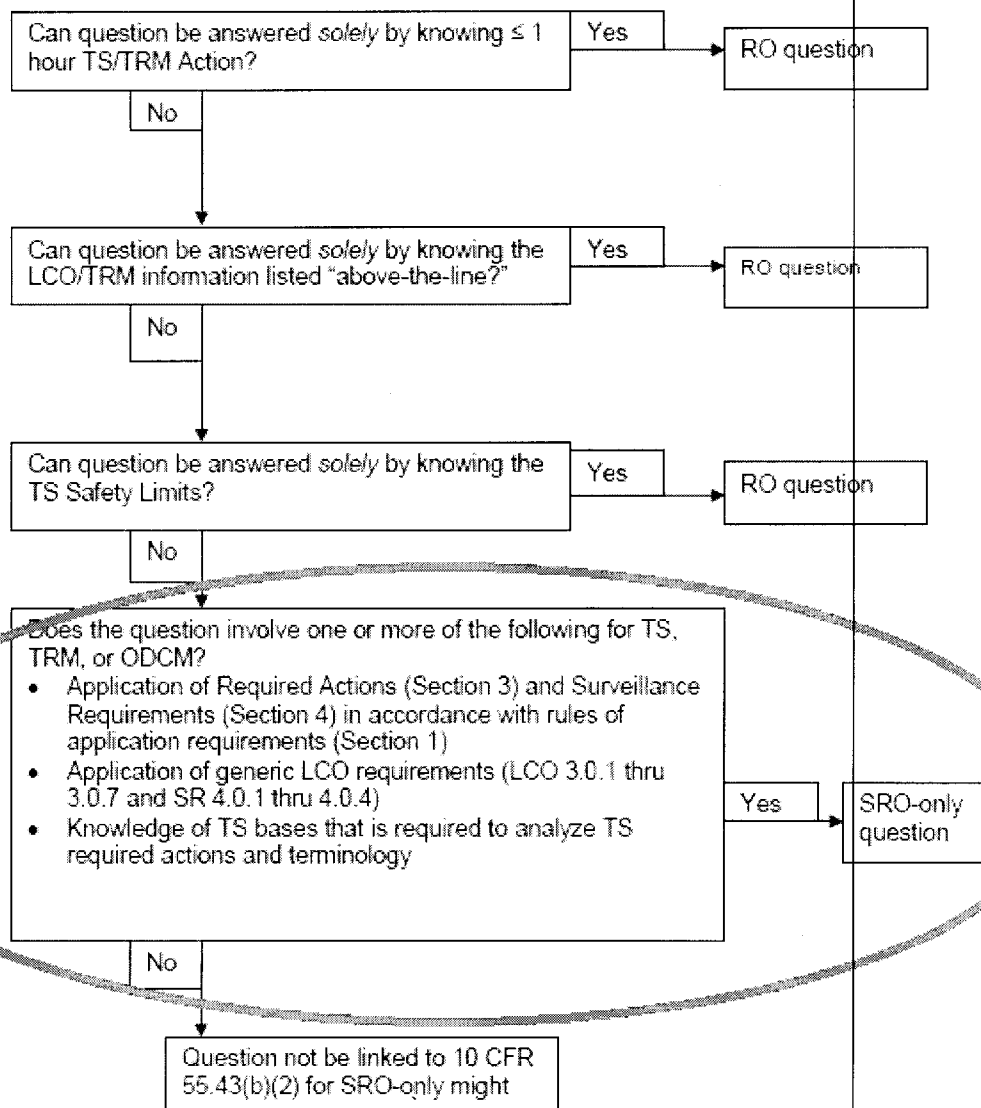 Can question be answered solely by knowing ≤ 1
hour TS/TRM Action?
Yes
RO question
No
Can question be answered solely by knowing the
LCO/TRM information listed “above-the-line?”
Yes
RO question
No
Can question be answered solely by knowing the
TS Safety Limits?
Yes
RO question
No
Does the question involve one or more of the following for TS,
TRM, or ODCM?
• Application of Required Actions (Section 3) and Surveillance
Requirements (Section 4) in accordance with rules of
application requirements (Section 1)
• Application of generic LCO requirements (LCO 3.0.1 thru
3.0.7 and SR 4.0.1 thru 4.0.4)
• Knowledge of TS bases that is required to analyze TS
required actions and terminology
Yes
SRO-only
question
No
Question not be linked to 10 CFR
55.43(b)(2) for SRO-only might